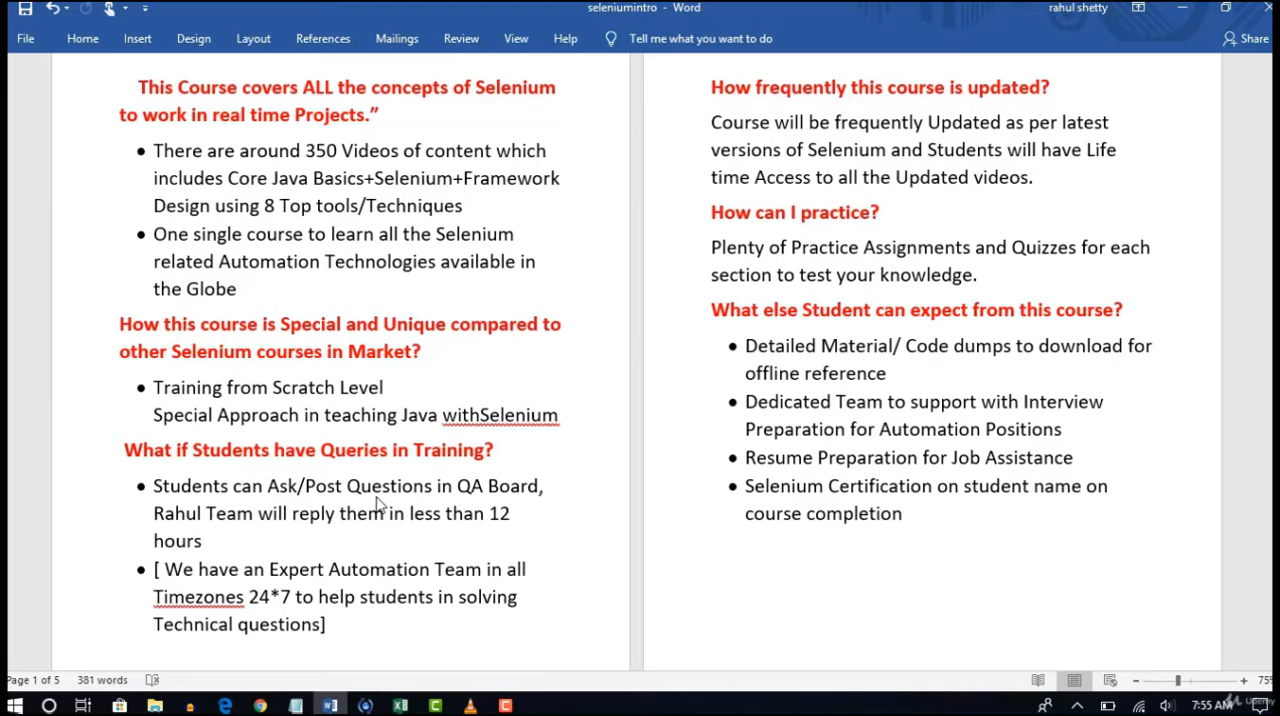 seleniumintro - Word
rahul shetty
File Home Insert Design Layout References Mailings Review View Help Tell me what you want to do Share
This Course covers ALL the concepts of Selenium
to work in real time Projects.”
• There are around 350 Videos of content which
includes Core Java Basics+Selenium+Framework
Design using 8 Top tools/Techniques
• One single course to learn all the Selenium
related Automation Technologies available in
the Globe
How this course is Special and Unique compared to
other Selenium courses in Market?
• Training from Scratch Level
Special Approach in teaching Java withSelenium
What if Students have Queries in Training?
• Students can Ask/Post Questions in QA Board,
Rahul Team will reply them in less than 12
hours
• [ We have an Expert Automation Team in all
Timezones 24*7 to help students in solving
Technical questions]
How frequently this course is updated?
Course will be frequently Updated as per latest
versions of Selenium and Students will have Life
time Access to all the Updated videos.
How can I practice?
Plenty of Practice Assignments and Quizzes for each
section to test your knowledge.
What else Student can expect from this course?
• Detailed Material/ Code dumps to download for
offline reference
• Dedicated Team to support with Interview
Preparation for Automation Positions
• Resume Preparation for Job Assistance
• Selenium Certification on student name on
course completion
Page 1 of 5 381 words 75%
7:55 AM
Udemy